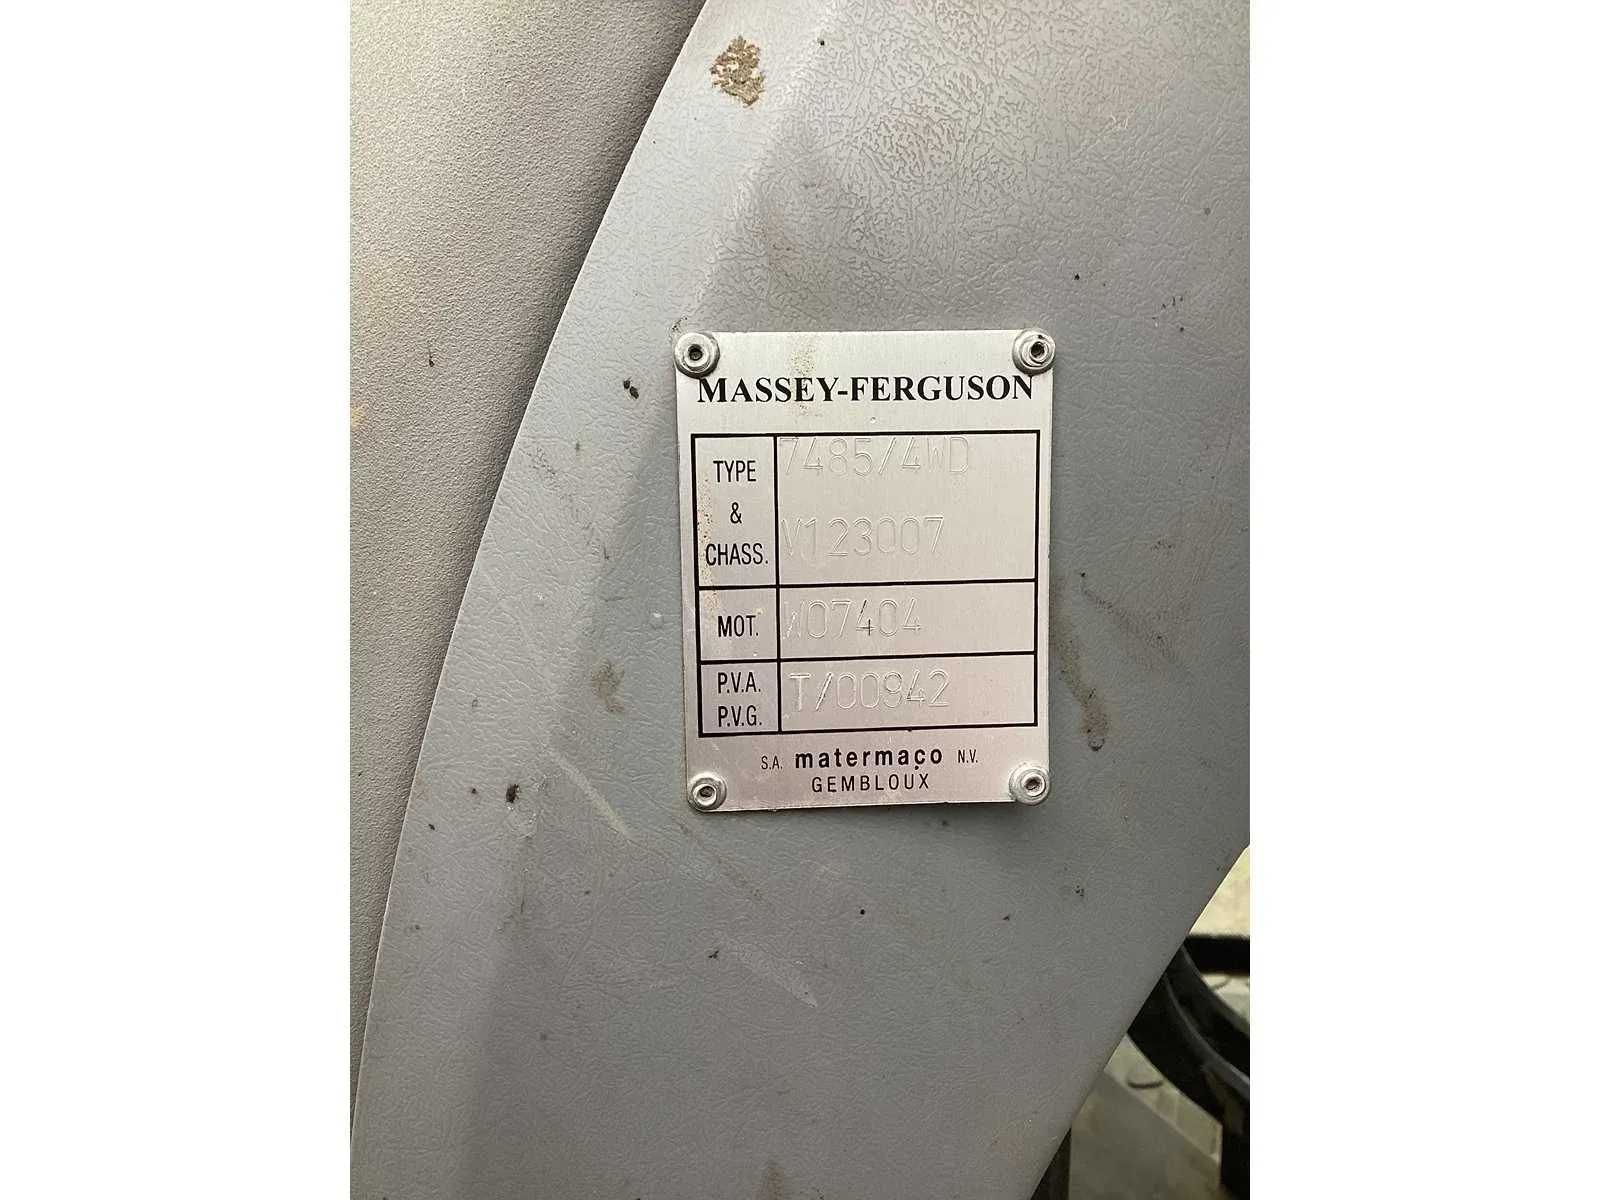 MASSEY-FERGUSON
TYPE & CHASS.
7485/4WD
V123007
MOT.
W07404
P.V.A.
P.V.G.
T/00942
S.A. matermaco N.V.
GEMBLOUX